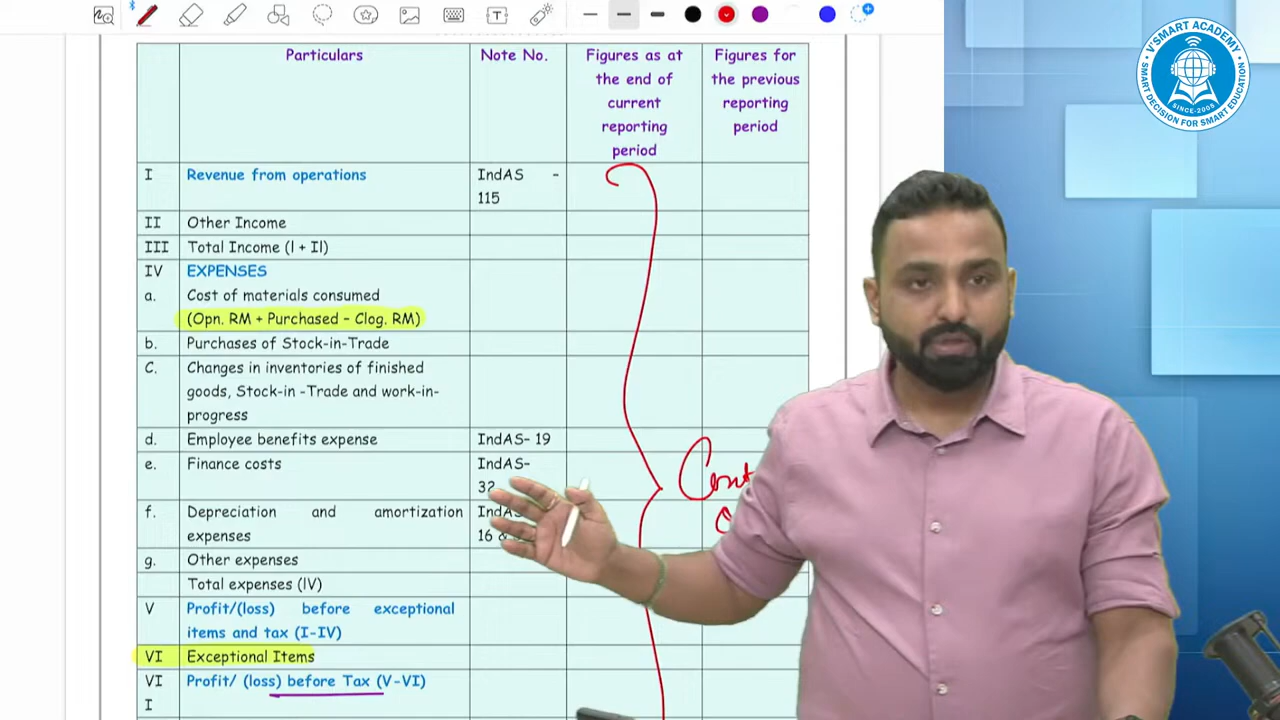 Particulars
Note No.
Figures as at
the end of
current
reporting
period
Figures for
the previous
reporting
period
I
Revenue from operations
IndAS -
115
II
Other Income
III
Total Income (I + II)
IV
EXPENSES
a.
Cost of materials consumed
(Opn. RM + Purchased - Clog. RM)
b.
Purchases of Stock-in-Trade
C.
Changes in inventories of finished
goods, Stock-in -Trade and work-in-
progress
d.
Employee benefits expense
IndAS- 19
e.
Finance costs
IndAS-
32
f.
Depreciation and amortization
expenses
16 &
g.
Other expenses
Total expenses (IV)
V
Profit/(loss) before exceptional
items and tax (I-IV)
VI
Exceptional Items
VI
I
Profit/ (loss) before Tax (V-VI)
V'SMART ACADEMY
SMART DECISION FOR SMART EDUCATION
SINCE-2005